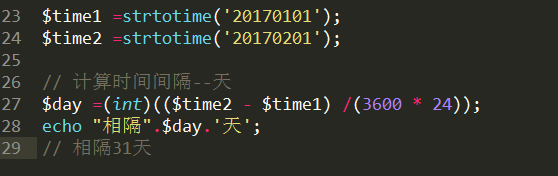 23 $time1 =strtotime('20170101');
24 $time2 =strtotime('20170201');
25
26 // 计算时间间隔--天
27 $day =(int)(($time2 - $time1) /(3600 * 24));
28 echo "相隔".$day.'天';
29 // 相隔31天